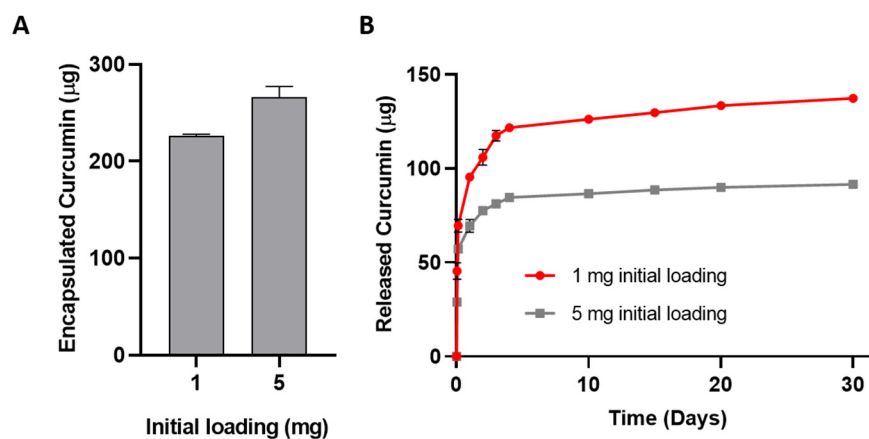 A
Encapsulated Curcumin (μg)
300
200
100
0
1
5
Initial loading (mg)
B
Released Curcumin (μg)
150
100
50
0
1 mg initial loading
5 mg initial loading
0
10
20
30
Time (Days)